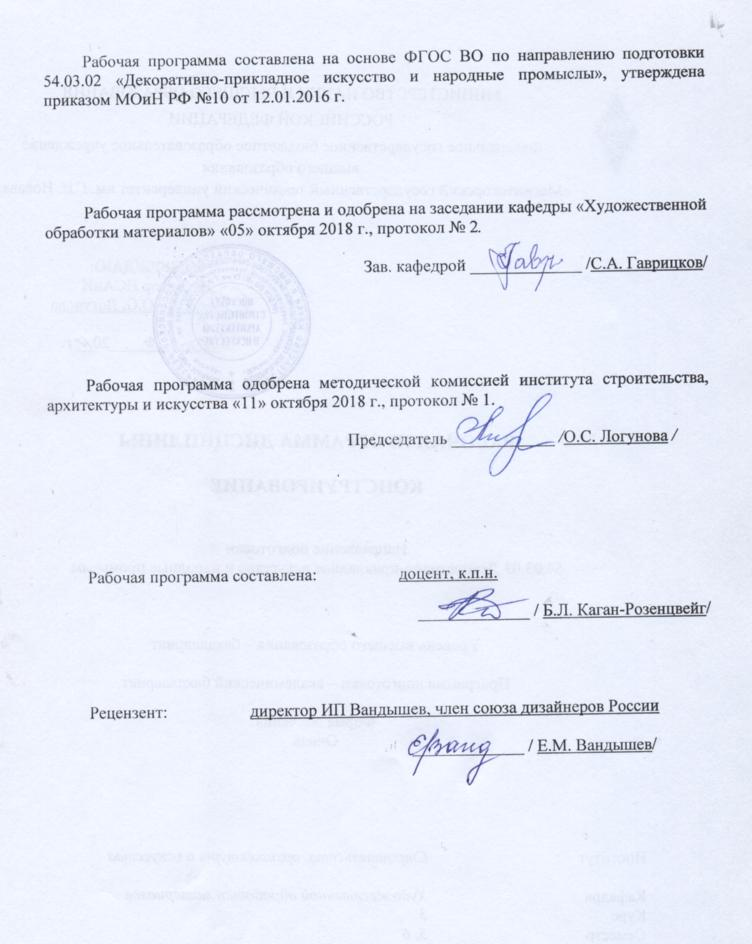 Рабочая программа составлена на основе ФГОС ВО по направлению подготовки
54.03.02 «Декоративно-прикладное искусство и народные промыслы», утверждена
приказом МОиН РФ №10 от 12.01.2016 г.
Рабочая программа рассмотрена и одобрена на заседании кафедры «Художественной
обработки материалов» «05» октября 2018 г., протокол № 2.
Зав. кафедрой ____________ /С.А. Гаврицков/
Рабочая программа одобрена методической комиссией института строительства,
архитектуры и искусства «11» октября 2018 г., протокол № 1.
Председатель ____________ /О.С. Логунова /
Рабочая программа составлена: доцент, к.п.н.
____________ / Б.Л. Каган-Розенцвейг/
Рецензент: директор ИП Вандышев, член союза дизайнеров России
____________ / Е.М. Вандышев/